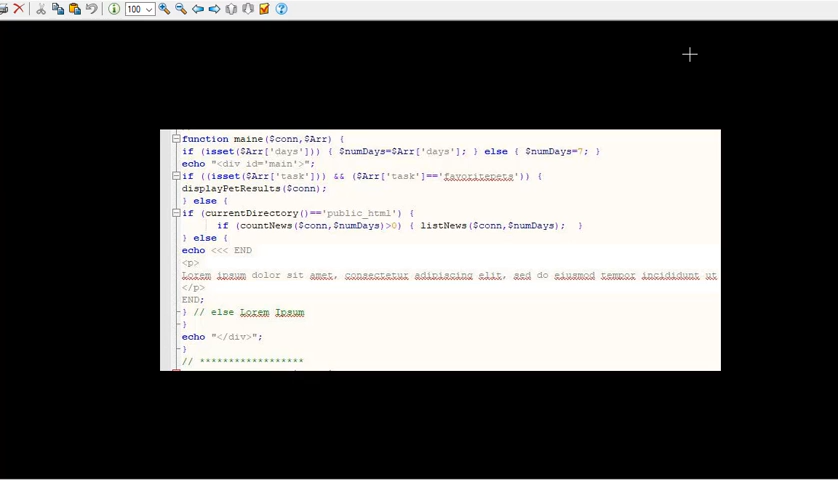 100
function maine($conn,$Arr) {
if (isset($Arr['days'])) { $numDays=$Arr['days']; } else { $numDays=7; }
echo "<div id='main'>";
if ((isset($Arr['task'])) && ($Arr['task']=='favoritepets')) {
displayPetResults($conn);
} else {
if (currentDirectory()=='public_html') {
if (countNews($conn,$numDays)>0) { listNews($conn,$numDays); }
} else {
echo <<< END
<p>
Lorem ipsum dolor sit amet, consectetur adipiscing elit, sed do eiusmod tempor incididunt ut
</p>
END;
} // else Lorem Ipsum
}
echo "</div>";
}
// ******************